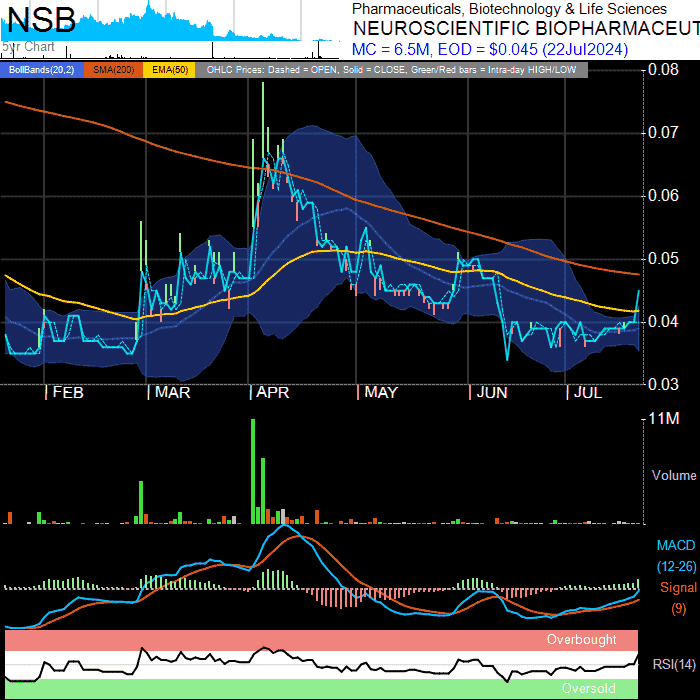 NSB
5yr Chart
Pharmaceuticals, Biotechnology & Life Sciences
NEUROSCIENTIFIC BIOPHARMACEUT
MC = 6.5M, EOD = $0.045 (22Jul2024)
BollBands(20,2) SMA(200) EMA(50) OHLC Prices: Dashed = OPEN, Solid = CLOSE, Green/Red bars = Intra-day HIGH/LOW
0.08
0.07
0.06
0.05
0.04
0.03
FEB MAR APR MAY JUN JUL
11M
Volume
MACD
(12-26)
Signal
(9)
Overbought
RSI(14)
Oversold